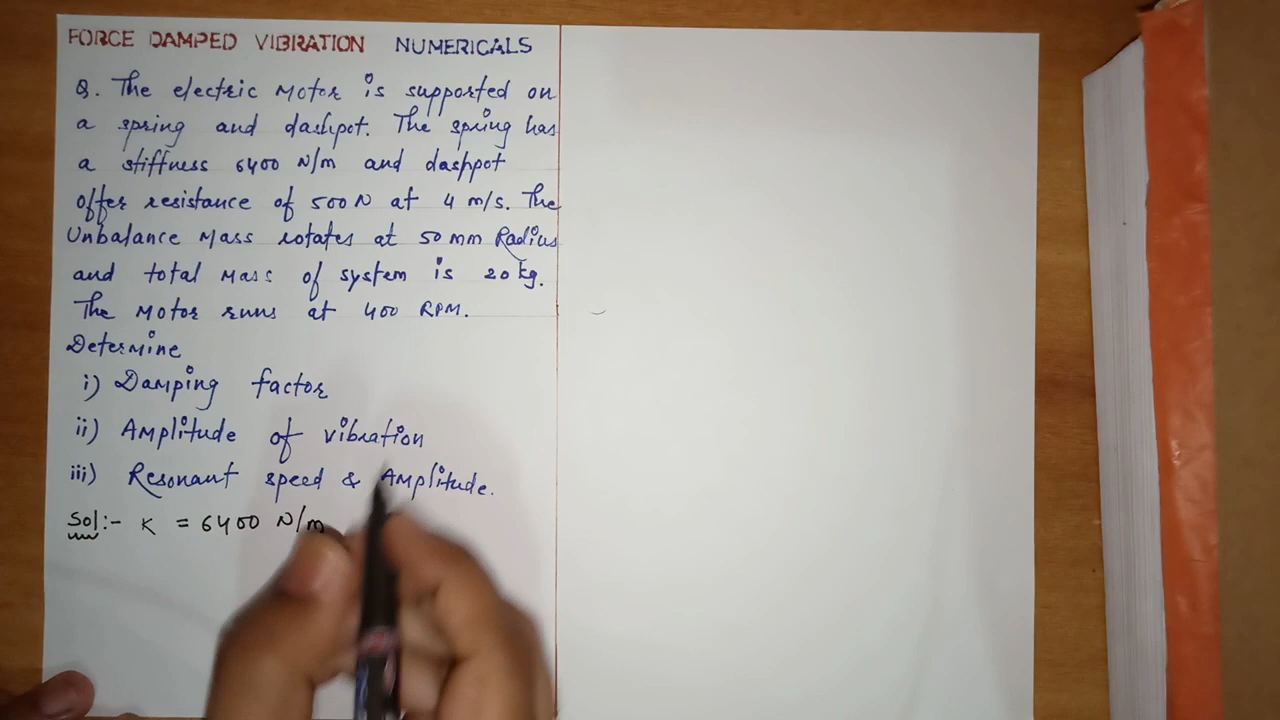 FORCE DAMPED VIBRATION NUMERICALS
Q. The electric Motor is supported on
a spring and dashpot. The spring has
a stiffness 6400 N/m and dashpot
offer resistance of 500 N at 4 m/s. The
Unbalance Mass rotates at 50 mm Radius
and total Mass of system is 20 kg.
The Motor runs at 400 RPM.
Determine
i) Damping factor
ii) Amplitude of vibration
iii) Resonant speed & Amplitude.
Sol:- K = 6400 N/m